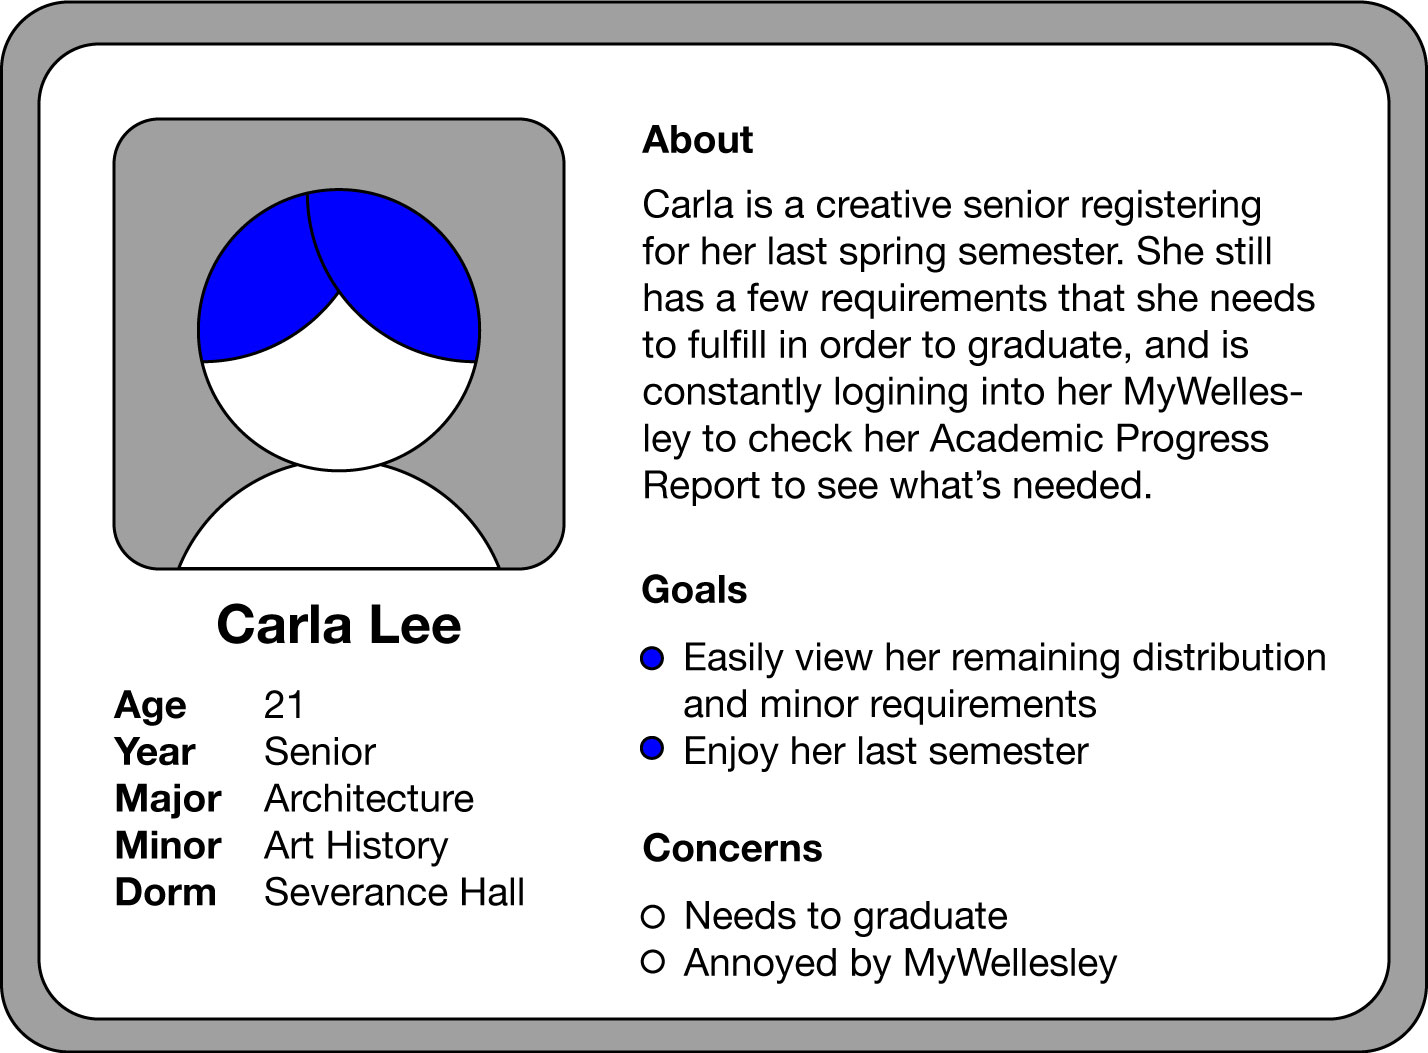 Carla Lee
Age 21
Year Senior
Major Architecture
Minor Art History
Dorm Severance Hall
About
Carla is a creative senior registering
for her last spring semester. She still
has a few requirements that she needs
to fulfill in order to graduate, and is
constantly logining into her MyWelles-
ley to check her Academic Progress
Report to see what’s needed.
Goals
Easily view her remaining distribution
and minor requirements
Enjoy her last semester
Concerns
Needs to graduate
Annoyed by MyWellesley